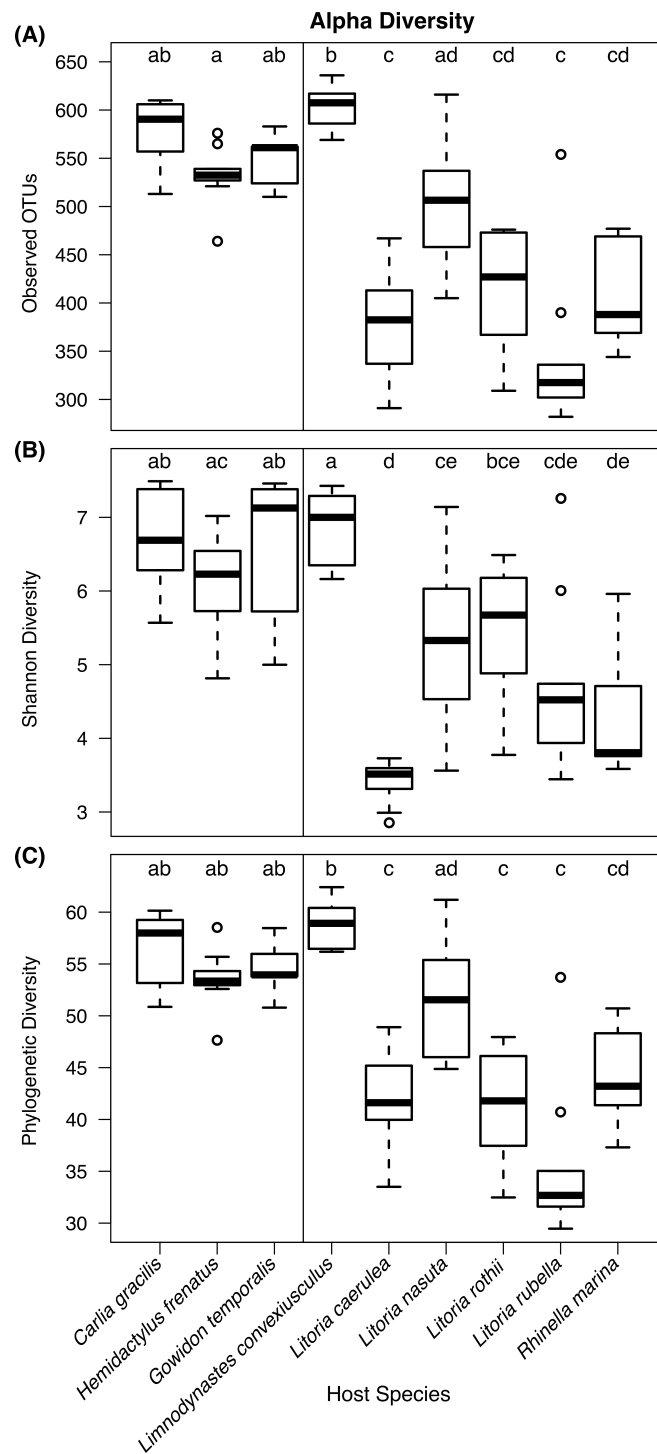 Alpha Diversity
(A)
ab a ab b c ad cd c cd
650
600
550
500
450
400
350
300
Observed OTUs
(B)
ab ac ab a d ce bce cde de
7
6
5
4
3
Shannon Diversity
(C)
ab ab ab b c ad c c cd
60
55
50
45
40
35
30
Phylogenetic Diversity
Carlia gracilis
Hemidactylus frenatus
Gowidon temporalis
Limnodynastes convexiusculus
Litoria caerulea
Litoria nasuta
Litoria rothii
Litoria rubella
Rhinella marina
Host Species